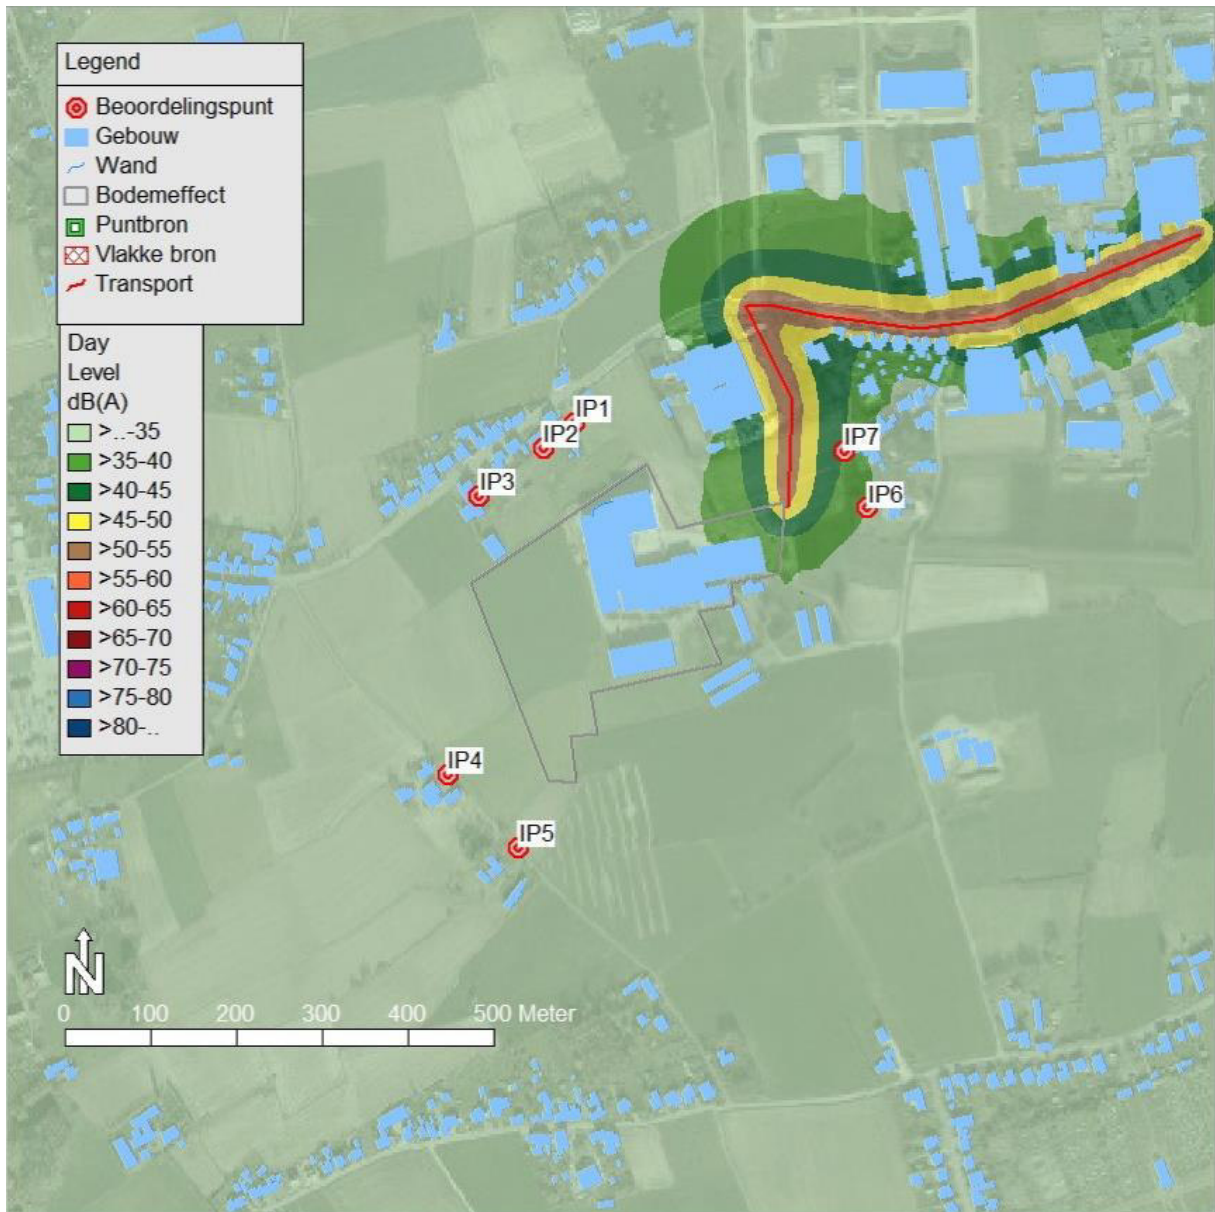 Legend
Beoordelingspunt
Gebouw
Wand
Bodemeffect
Puntbron
Vlakke bron
Transport
Day
Level
dB(A)
>..-35
>35-40
>40-45
>45-50
>50-55
>55-60
>60-65
>65-70
>70-75
>75-80
>80-..
IP1
IP2
IP3
IP7
IP6
IP4
IP5
N
0 100 200 300 400 500 Meter